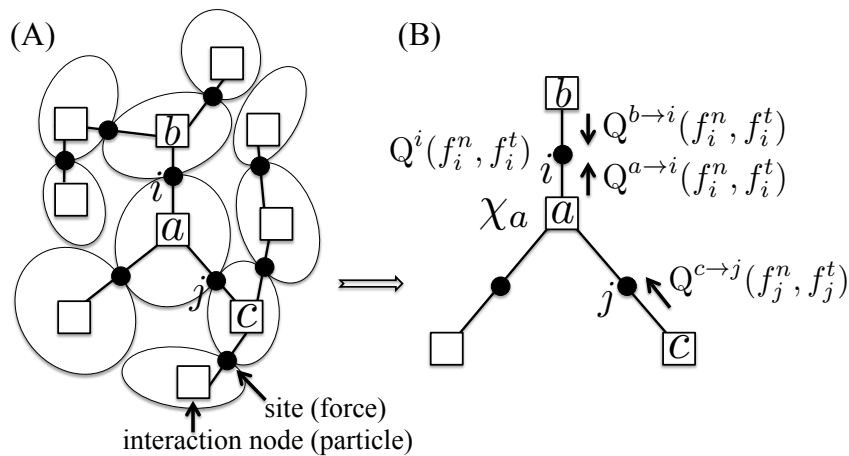 (A)
b
i
a
j
c
site (force)
interaction node (particle)
(B)
b
Q^{b→i}(f_i^n, f_i^t)
Q^i(f_i^n, f_i^t)
i
Q^{a→i}(f_i^n, f_i^t)
χ_a
a
Q^{c→j}(f_j^n, f_j^t)
j
c